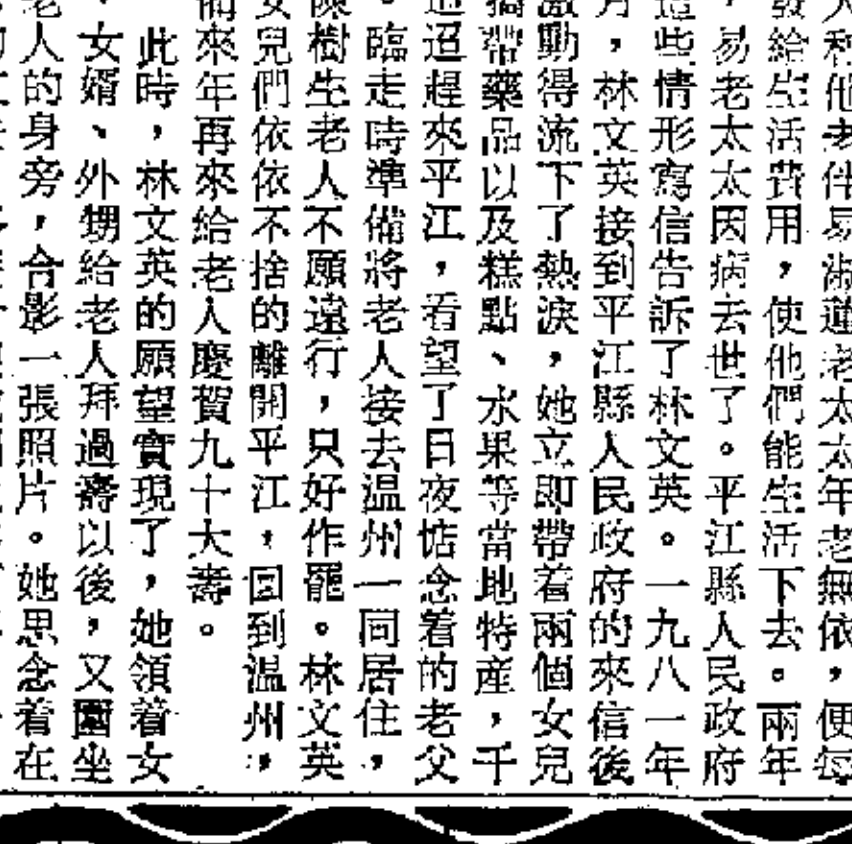 人和他老伴易淑蓮老太太年老無依，便每
發給生活費用，使他們能生活下去。兩年
，易老太太因病去世了。平江縣人民政府
這些情形寫信告訴了林文英。一九八一年
月，林文英接到平江縣人民政府的來信後
激動得流下了熱淚，她立即帶着兩個女兒
攜帶藥品以及糕點、水果等當地特産，千
迢迢趕來平江，看望了日夜惦念着的老父
。臨走時準備將老人接去温州一同居住，
陳樹生老人不願遠行，只好作罷。林文英
女兒們依依不捨的離開平江，回到温州，
備來年再來給老人慶賀九十大壽。
此時，林文英的願望實現了，她領着女
、女婿、外甥給老人拜過壽以後，又圍坐
老人的身旁，合影一張照片。她思念着在